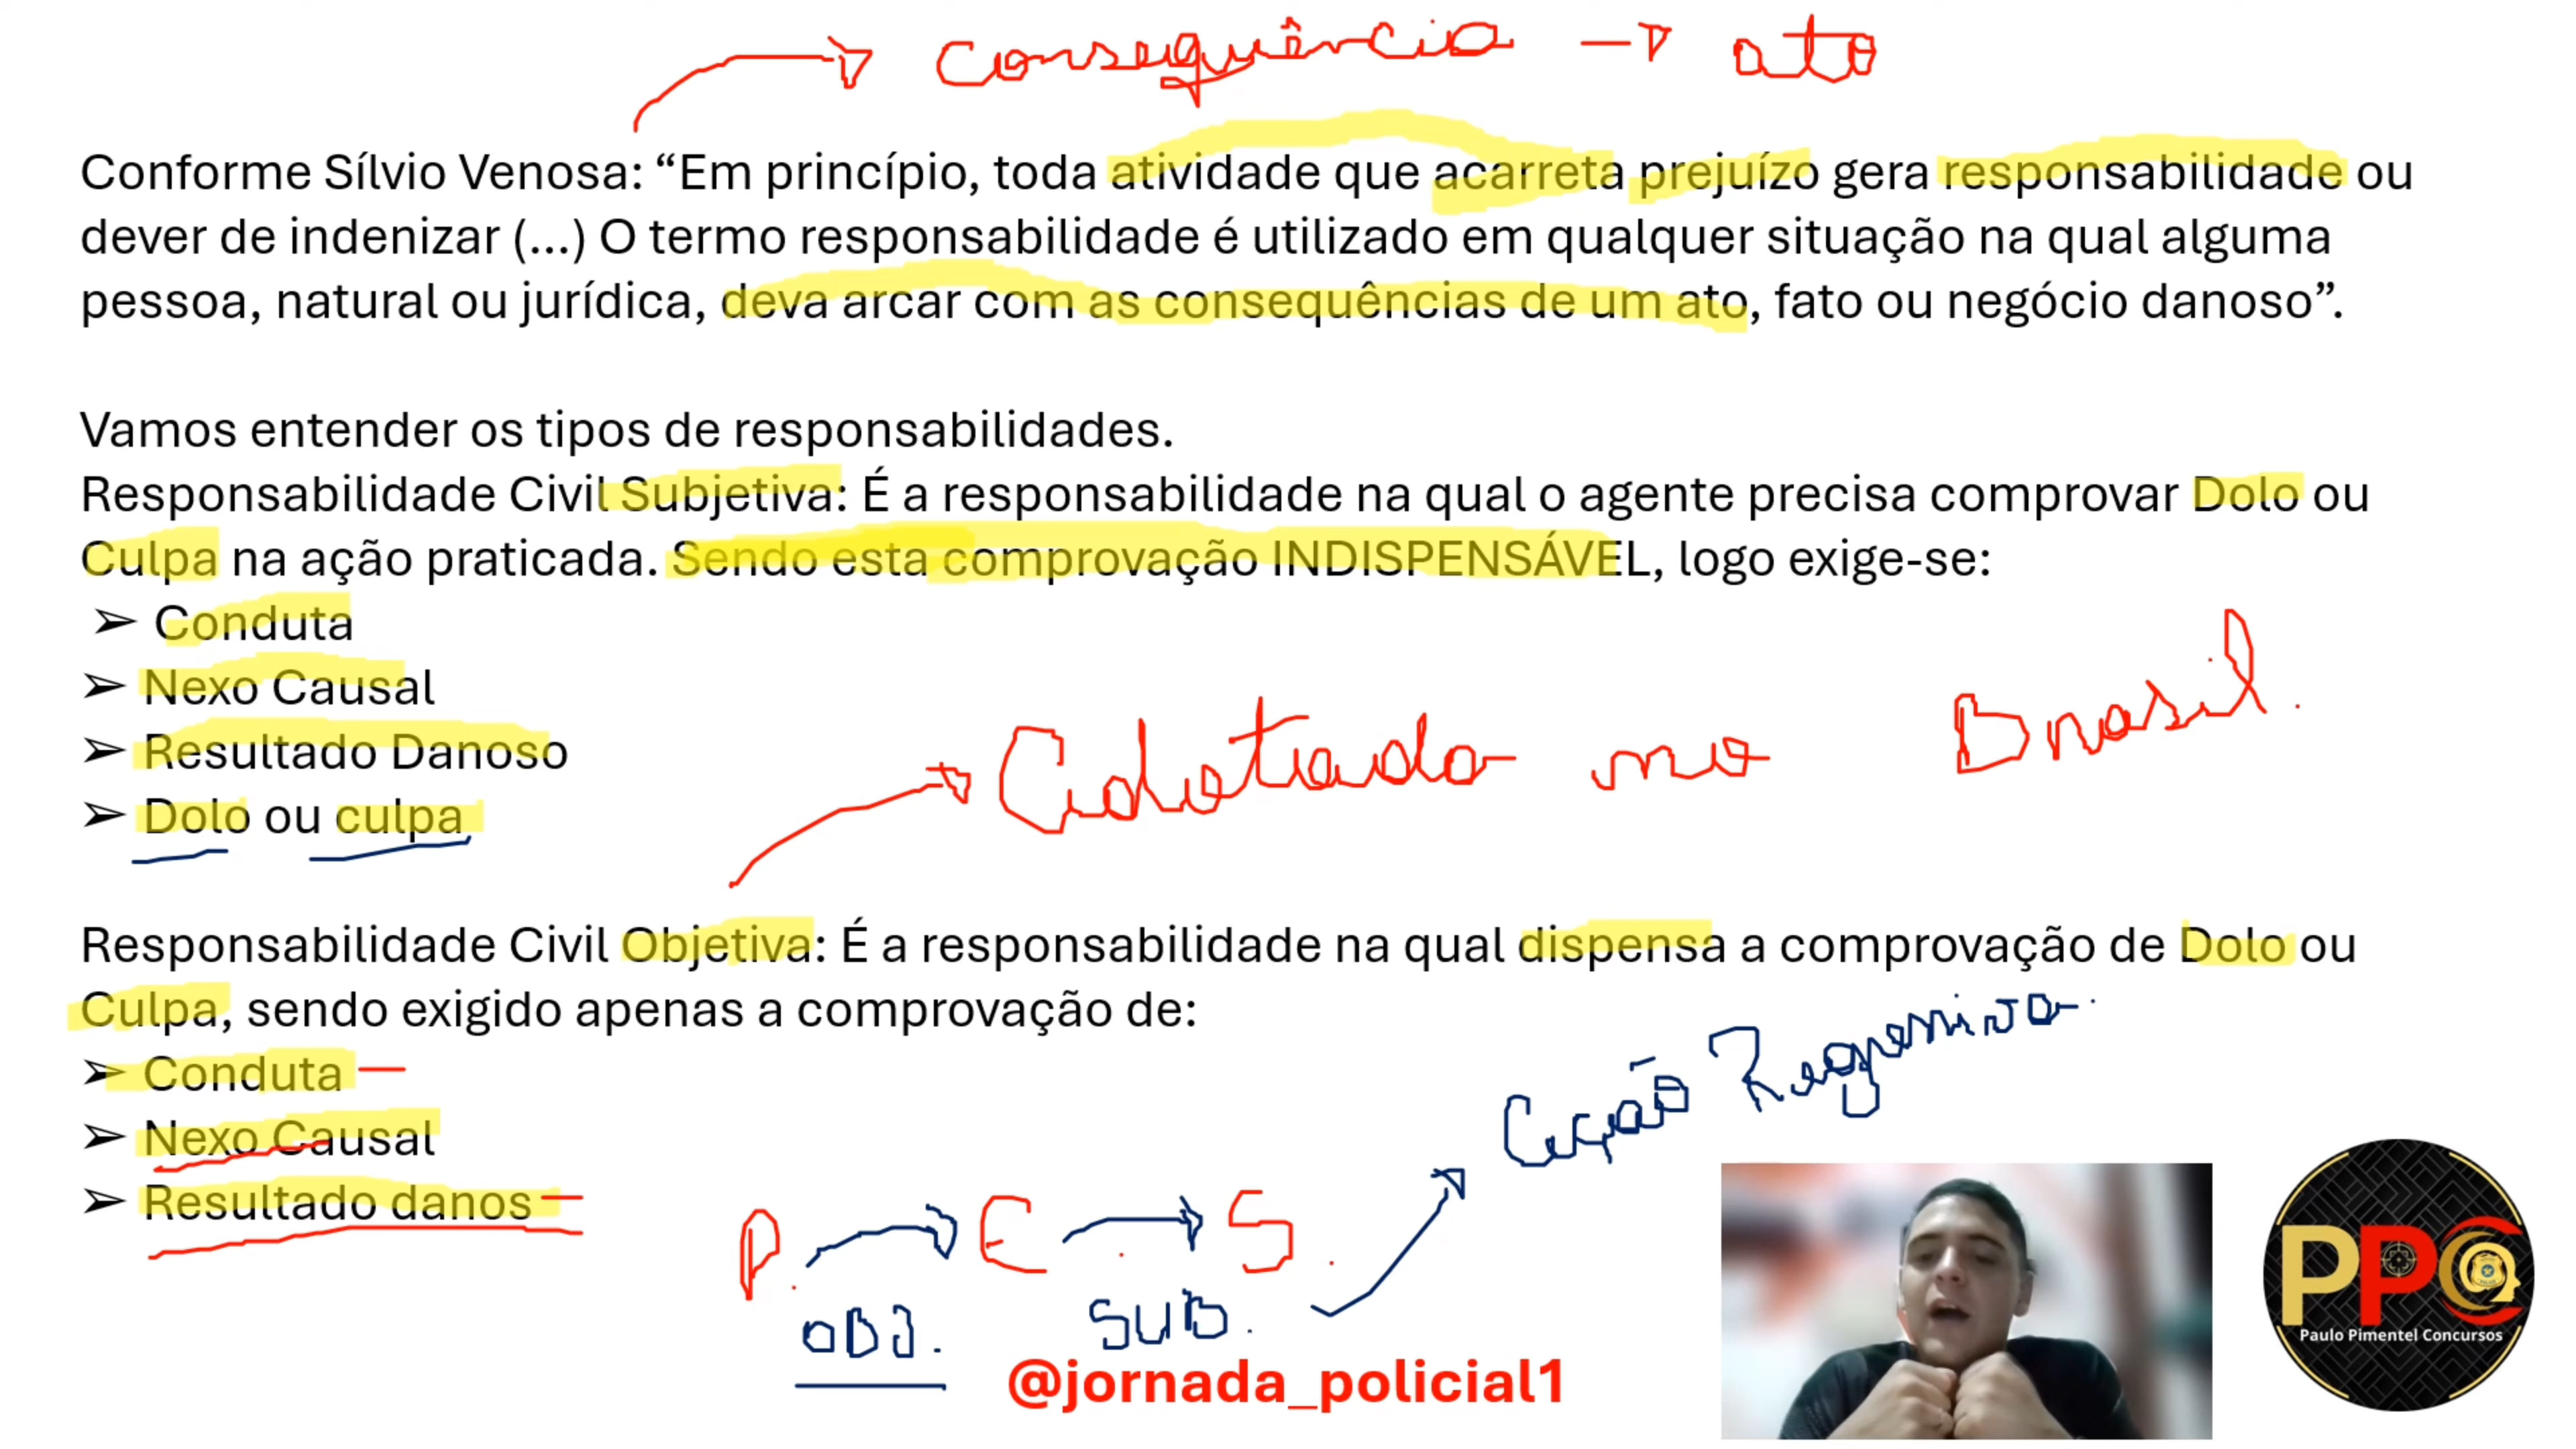 consequência → ato
Conforme Sílvio Venosa: “Em princípio, toda atividade que acarreta prejuízo gera responsabilidade ou
dever de indenizar (...) O termo responsabilidade é utilizado em qualquer situação na qual alguma
pessoa, natural ou jurídica, deva arcar com as consequências de um ato, fato ou negócio danoso”.
Vamos entender os tipos de responsabilidades.
Responsabilidade Civil Subjetiva: É a responsabilidade na qual o agente precisa comprovar Dolo ou
Culpa na ação praticada. Sendo esta comprovação INDISPENSÁVEL, logo exige-se:
➢ Conduta
➢ Nexo Causal
➢ Resultado Danoso
➢ Dolo ou culpa
Adotado no Brasil.
Responsabilidade Civil Objetiva: É a responsabilidade na qual dispensa a comprovação de Dolo ou
Culpa, sendo exigido apenas a comprovação de:
➢ Conduta
➢ Nexo Causal
➢ Resultado danos
Ação Regressiva.
P. → E. → S.
OBJ. SUB.
@jornada_policial1
PPC
Paulo Pimentel Concursos